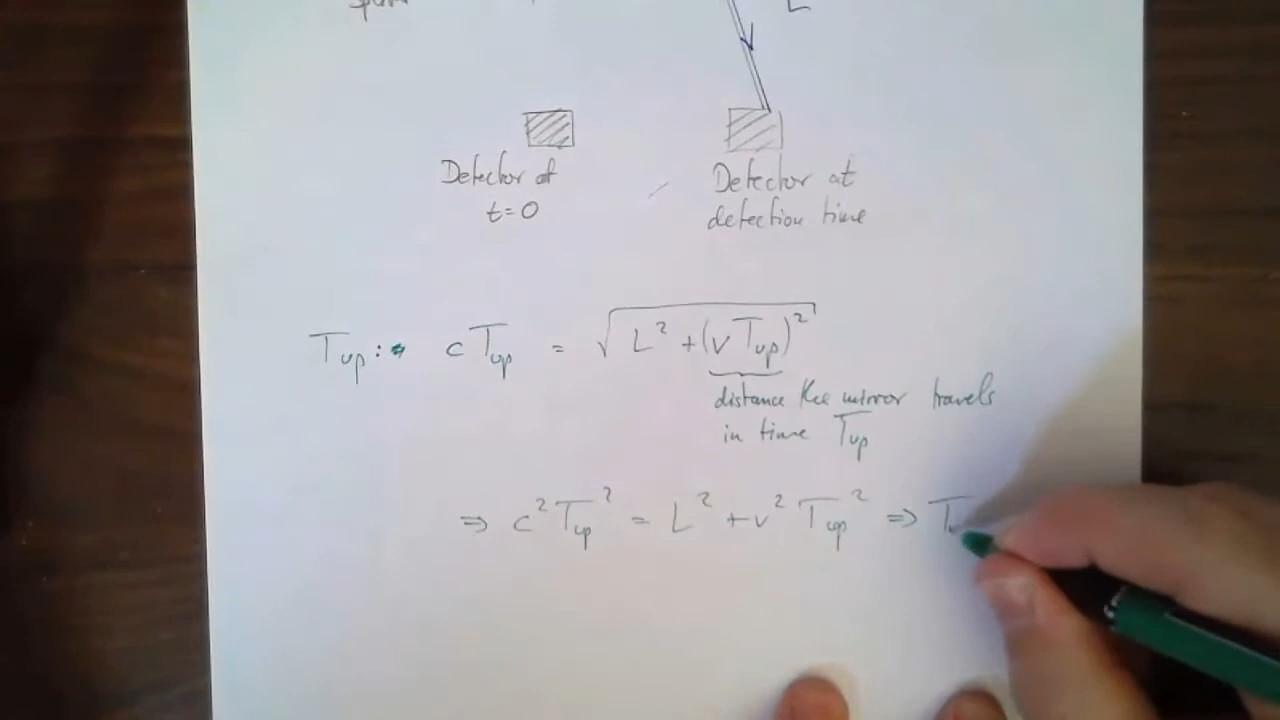 L
Detector at
t=0
Detector at
detection time
T_up: c T_up = √(L² + (v T_up)²)
distance the mirror travels
in time T_up
⇒ c² T_up² = L² + v² T_up² ⇒ T